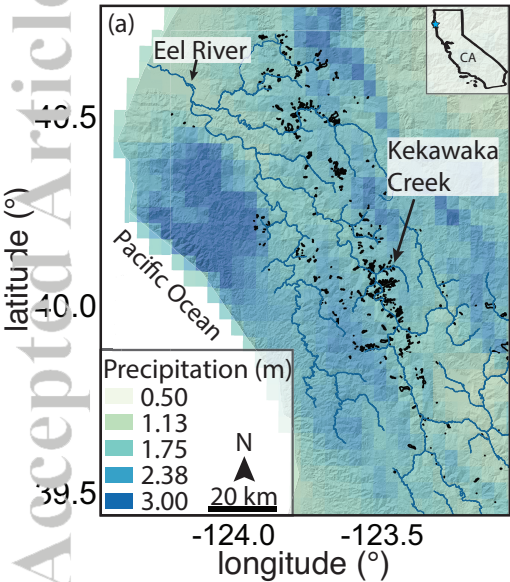 Accepted Article
(a)
Eel River
CA
40.5
Kekawaka
Creek
latitude (°)
Pacific Ocean
40.0
Precipitation (m)
0.50
1.13
1.75
2.38
3.00
N
20 km
39.5
-124.0
-123.5
longitude (°)